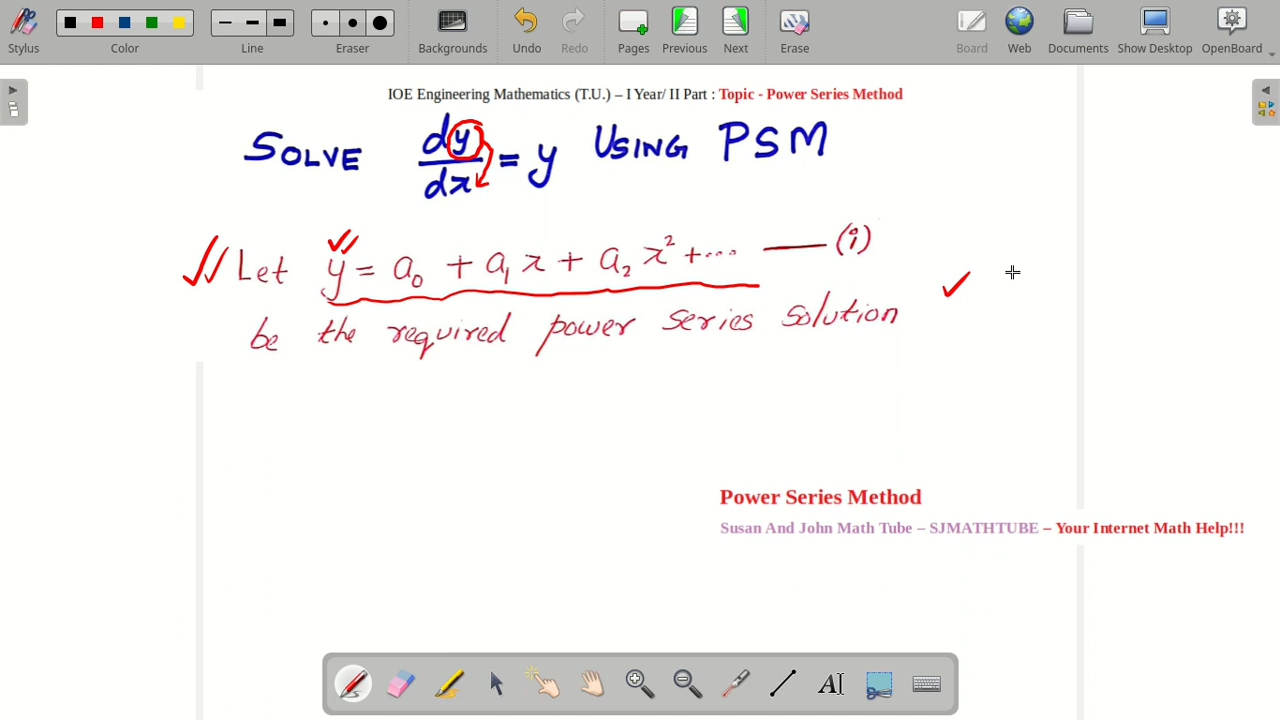 Stylus Color Line Eraser Backgrounds Undo Redo Pages Previous Next Erase Board Web Documents Show Desktop OpenBoard
IOE Engineering Mathematics (T.U.) – I Year/ II Part : Topic - Power Series Method
SOLVE dy/dx = y USING PSM
Let y = a₀ + a₁x + a₂x² + ... —— (i)
be the required power series solution
Power Series Method
Susan And John Math Tube – SJMATHTUBE – Your Internet Math Help!!!
AI